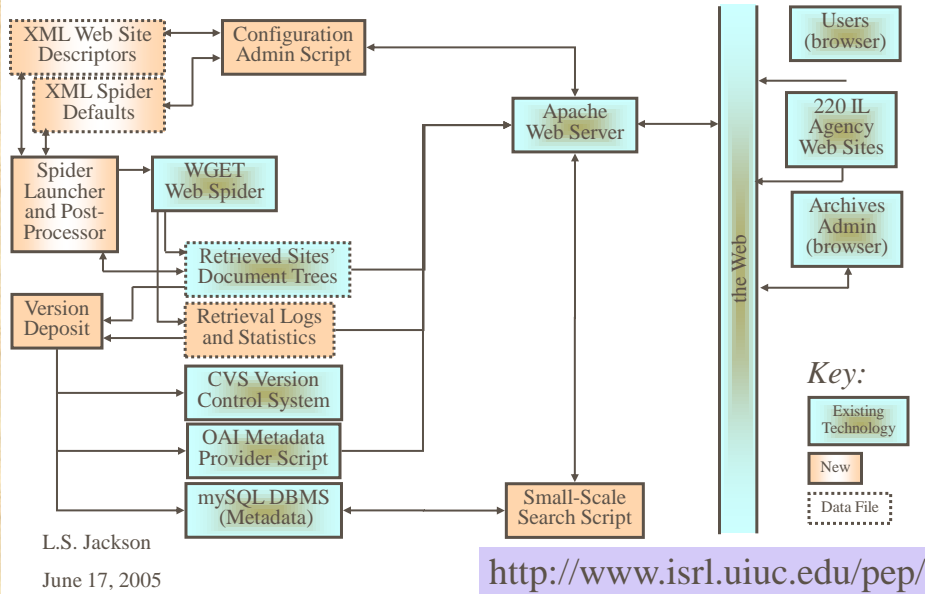 XML Web Site
Descriptors
Configuration
Admin Script
Users
(browser)
XML Spider
Defaults
Apache
Web Server
220 IL
Agency
Web Sites
Spider
Launcher
and Post-
Processor
WGET
Web Spider
Archives
Admin
(browser)
the Web
Retrieved Sites’
Document Trees
Version
Deposit
Retrieval Logs
and Statistics
CVS Version
Control System
OAI Metadata
Provider Script
mySQL DBMS
(Metadata)
Small-Scale
Search Script
Key:
Existing
Technology
New
Data File
L.S. Jackson
June 17, 2005
http://www.isrl.uiuc.edu/pep/